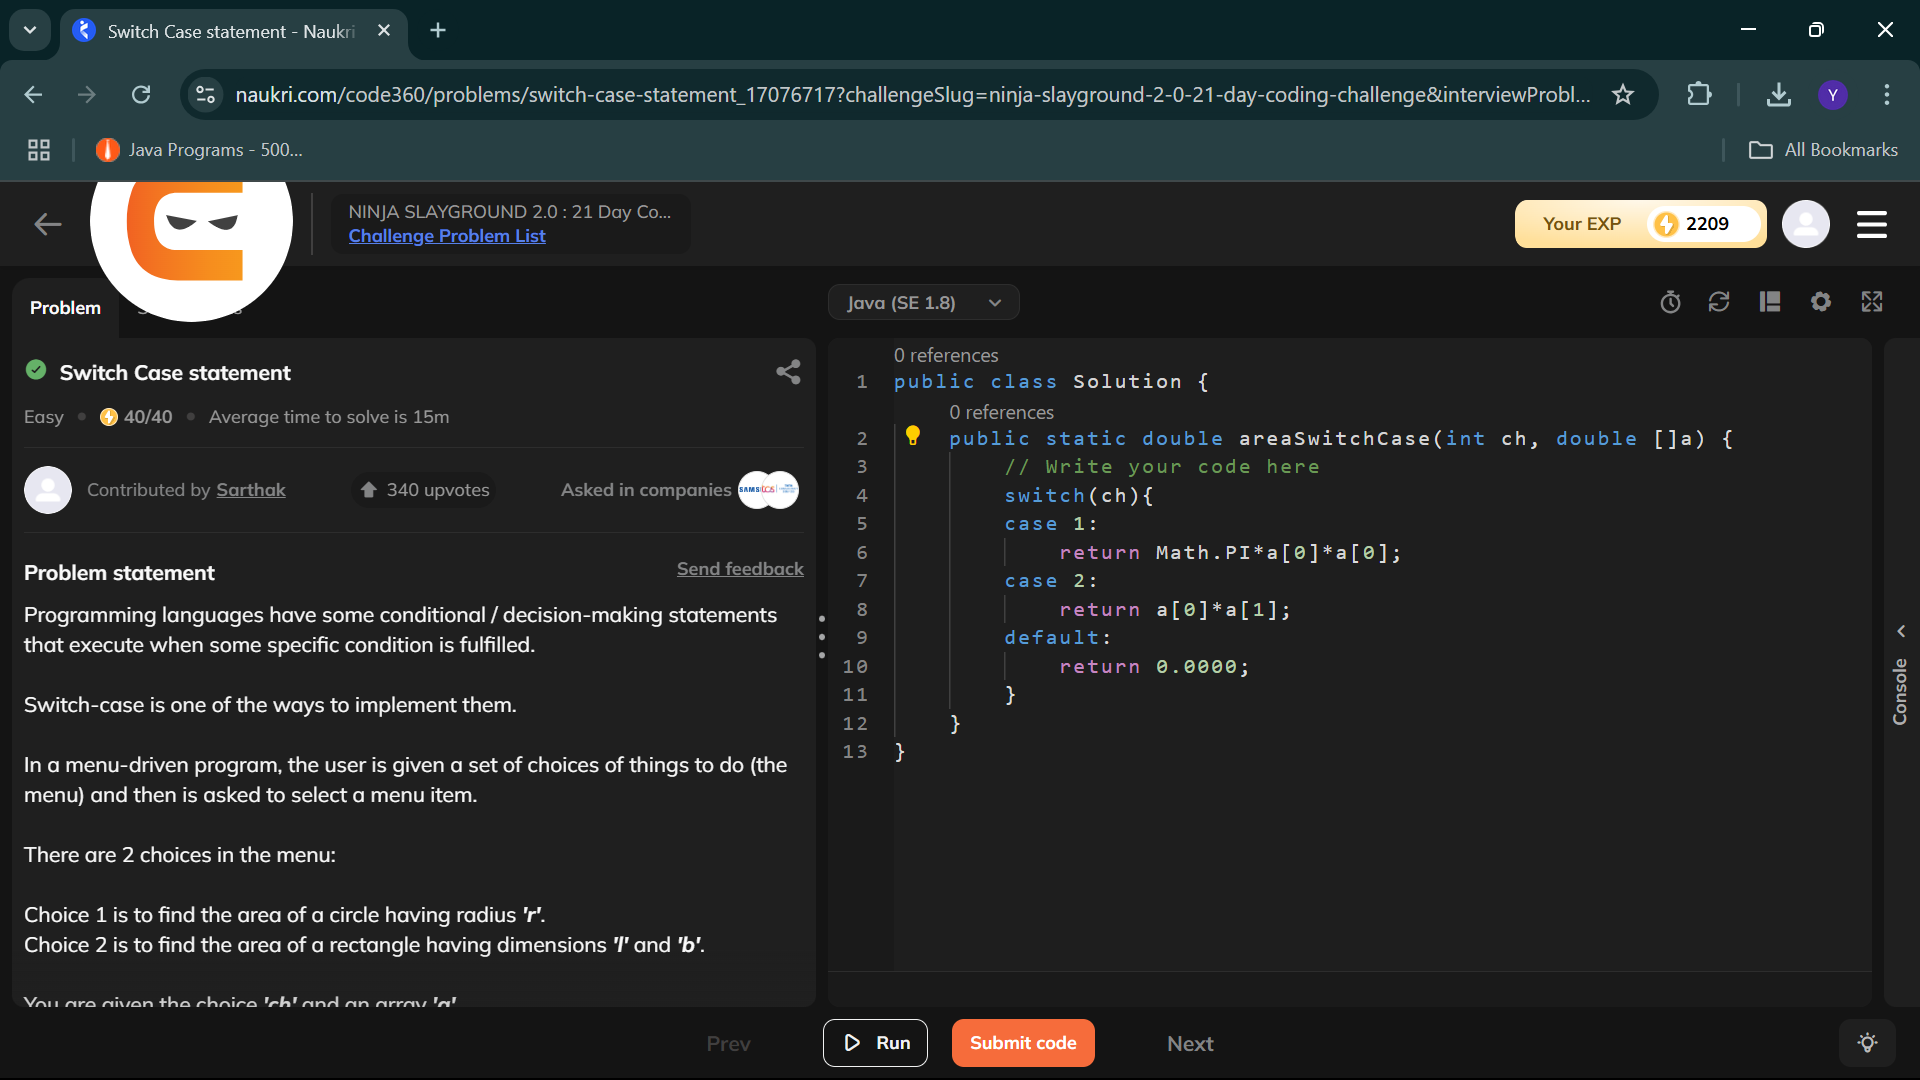 Switch Case statement - Naukri
naukri.com/code360/problems/switch-case-statement_17076717?challengeSlug=ninja-slayground-2-0-21-day-coding-challenge&interviewProbl...
Y
Java Programs - 500...
All Bookmarks
NINJA SLAYGROUND 2.0 : 21 Day Co...
Challenge Problem List
Your EXP 2209
Problem
Java (SE 1.8)
Switch Case statement
Easy • 40/40 • Average time to solve is 15m
Contributed by Sarthak
340 upvotes
Asked in companies
Problem statement
Send feedback
Programming languages have some conditional / decision-making statements
that execute when some specific condition is fulfilled.
Switch-case is one of the ways to implement them.
In a menu-driven program, the user is given a set of choices of things to do (the
menu) and then is asked to select a menu item.
There are 2 choices in the menu:
Choice 1 is to find the area of a circle having radius 'r'.
Choice 2 is to find the area of a rectangle having dimensions 'l' and 'b'.
You are given the choice 'ch' and an array 'a'
0 references
1 public class Solution {
0 references
2 public static double areaSwitchCase(int ch, double []a) {
3 // Write your code here
4 switch(ch){
5 case 1:
6 return Math.PI*a[0]*a[0];
7 case 2:
8 return a[0]*a[1];
9 default:
10 return 0.0000;
11 }
12 }
13 }
Console
Prev
Run
Submit code
Next